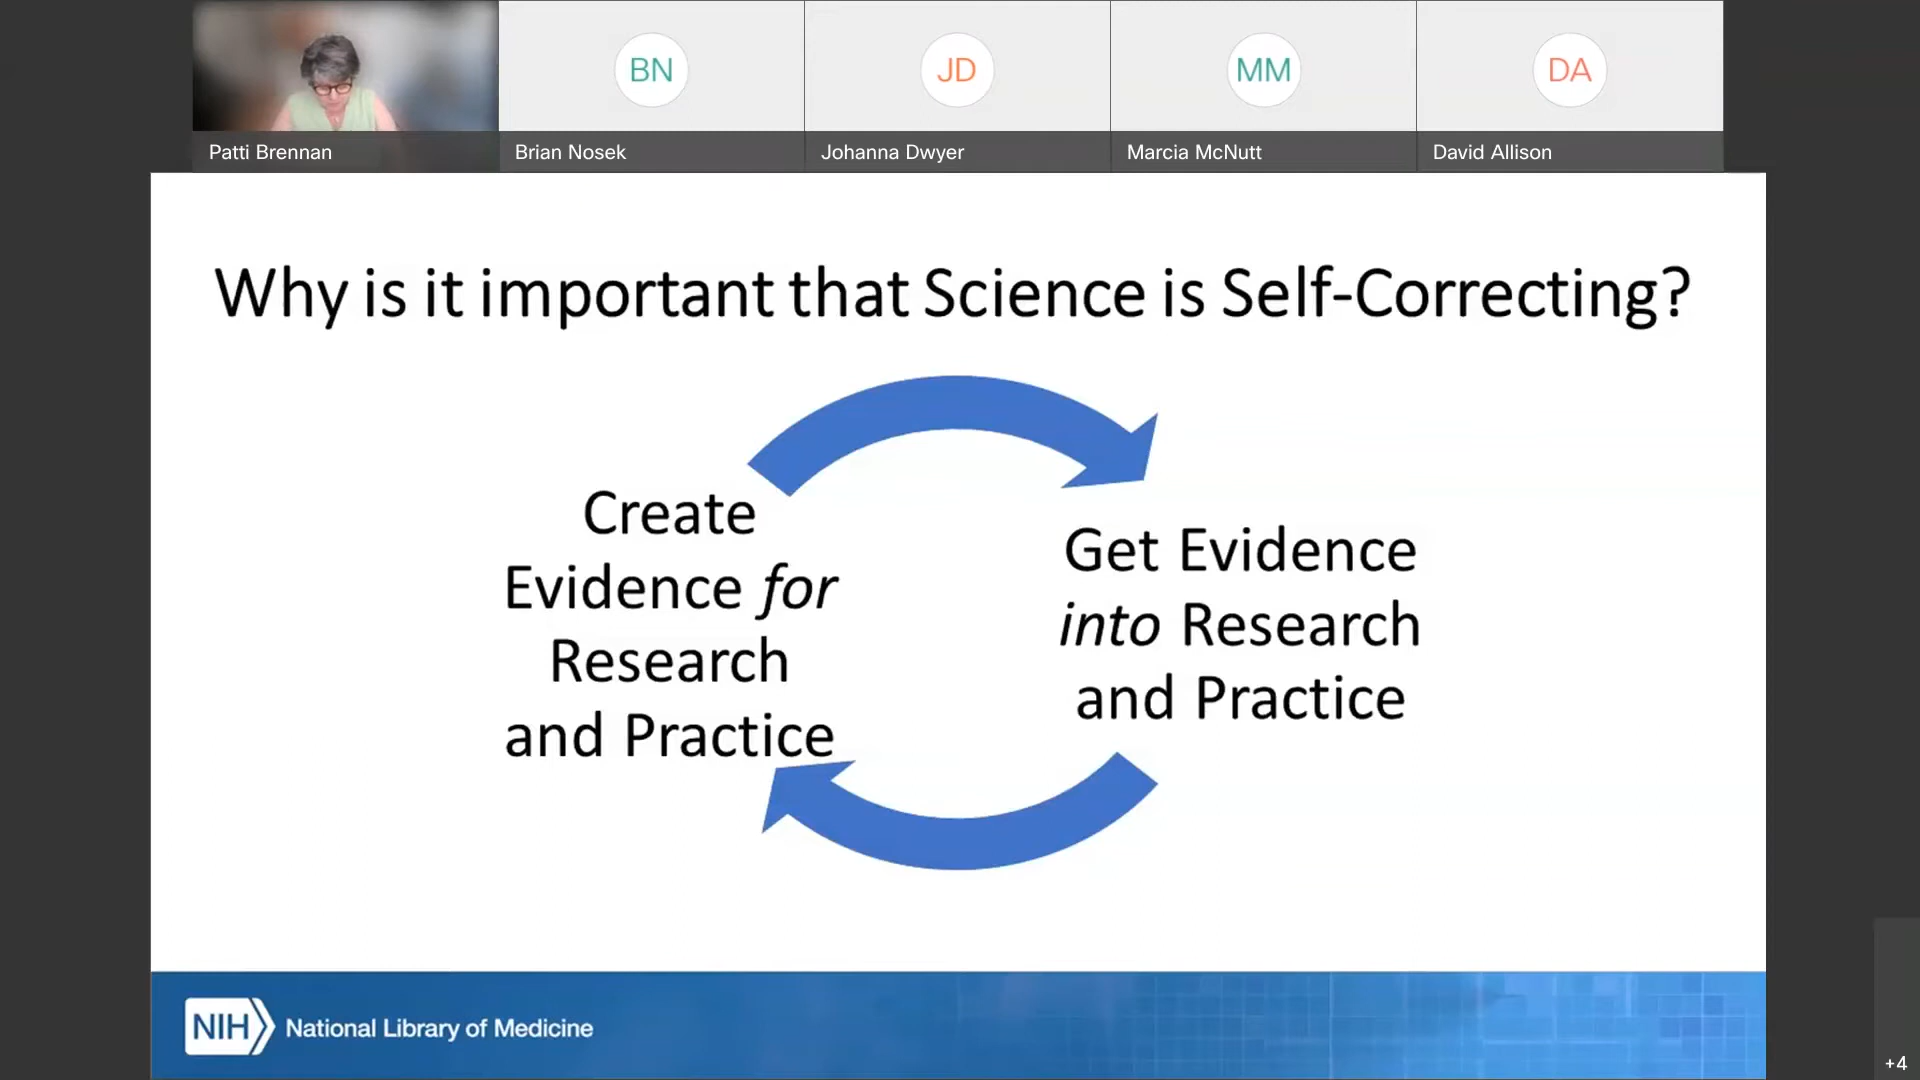 BN
JD
MM
DA
Patti Brennan
Brian Nosek
Johanna Dwyer
Marcia McNutt
David Allison
Why is it important that Science is Self-Correcting?
Create
Evidence for
Research
and Practice
Get Evidence
into Research
and Practice
NIH National Library of Medicine
+4